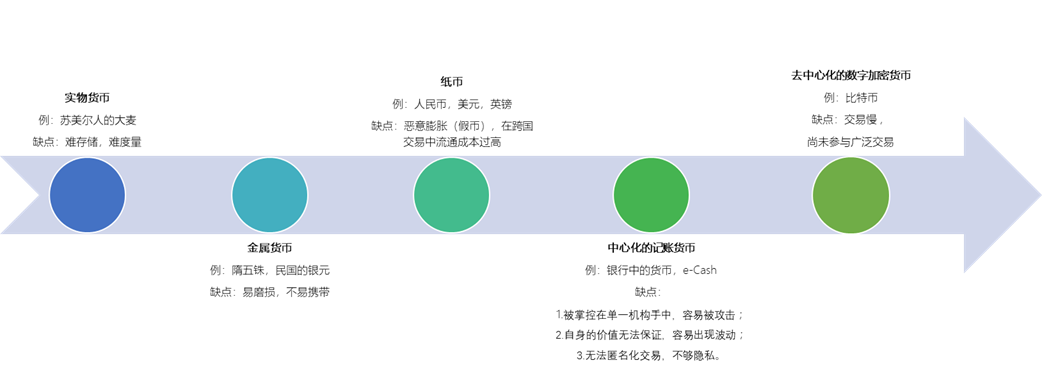 实物货币
例：苏美尔人的大麦
缺点：难存储，难度量
金属货币
例：隋五铢，民国的银元
缺点：易磨损，不易携带
纸币
例：人民币，美元，英镑
缺点：恶意膨胀（假币），在跨国
交易中流通成本过高
中心化的记账货币
例：银行中的货币，e-Cash
缺点：
1.被掌控在单一机构手中，容易被攻击；
2.自身的价值无法保证，容易出现波动；
3.无法匿名化交易，不够隐私。
去中心化的数字加密货币
例：比特币
缺点：交易慢，
尚未参与广泛交易